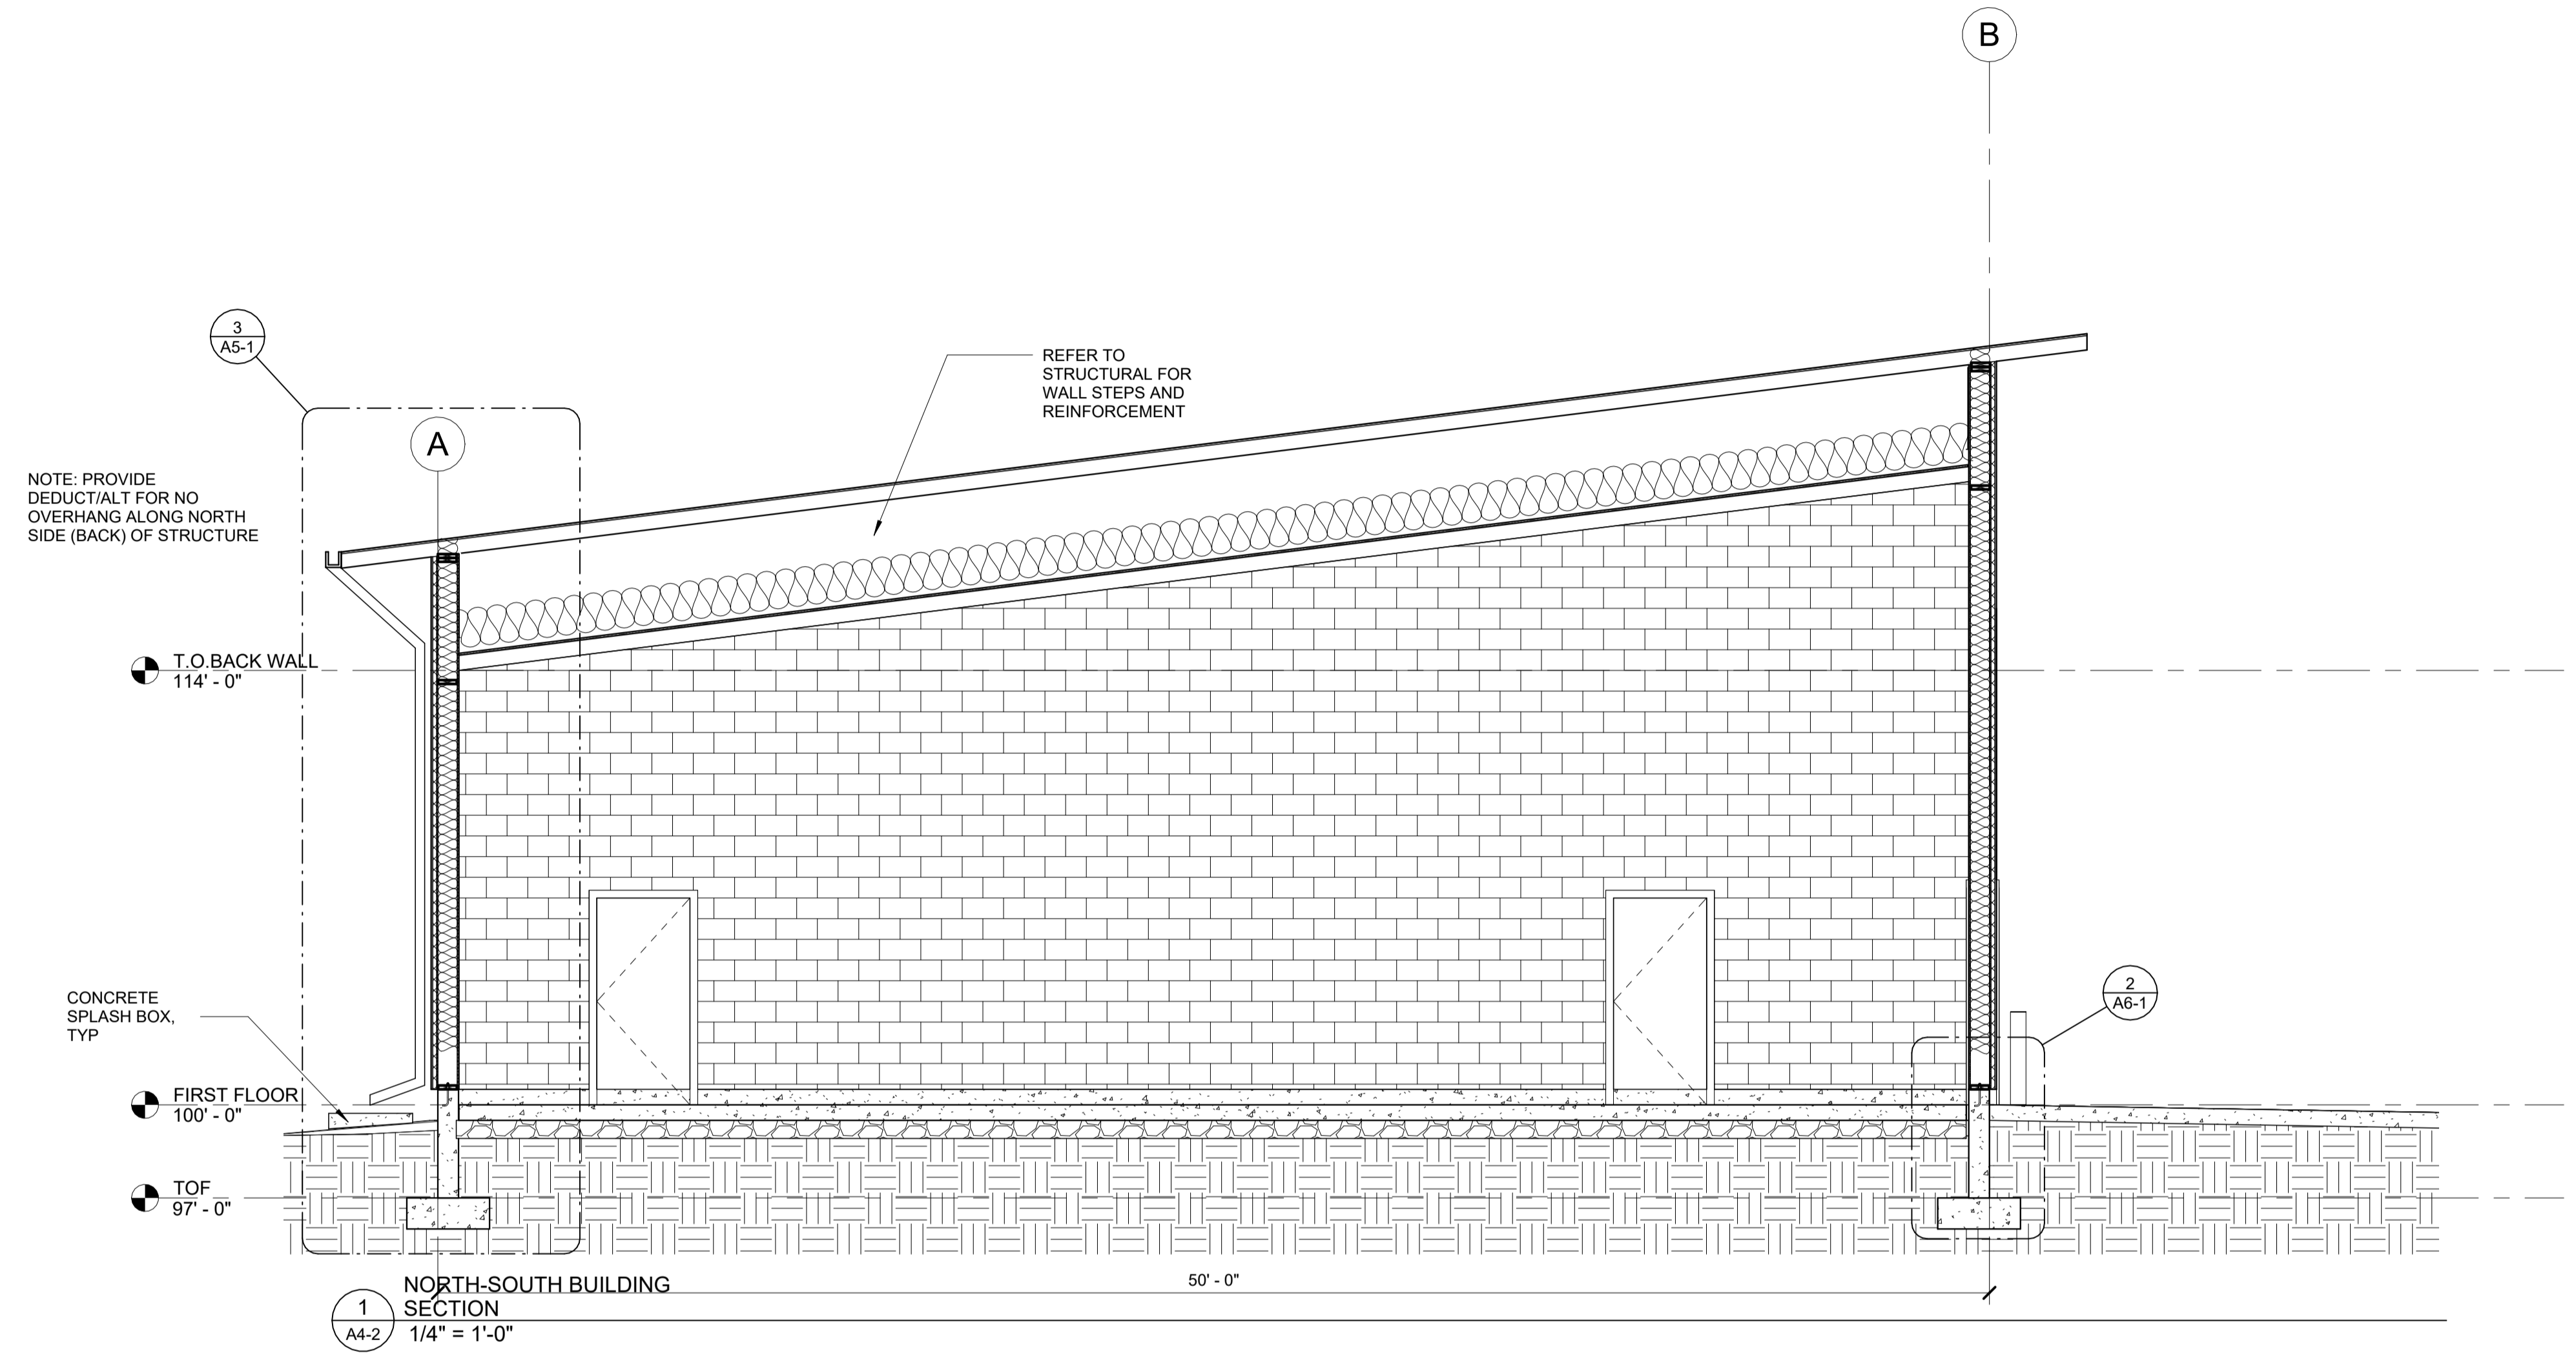 B
3
A5-1
REFER TO
STRUCTURAL FOR
WALL STEPS AND
REINFORCEMENT
A
NOTE: PROVIDE
DEDUCT/ALT FOR NO
OVERHANG ALONG NORTH
SIDE (BACK) OF STRUCTURE
T.O.BACK WALL
114' - 0"
CONCRETE
SPLASH BOX,
TYP
2
A6-1
FIRST FLOOR
100' - 0"
TOF
97' - 0"
50' - 0"
1
A4-2
NORTH-SOUTH BUILDING
SECTION
1/4" = 1'-0"